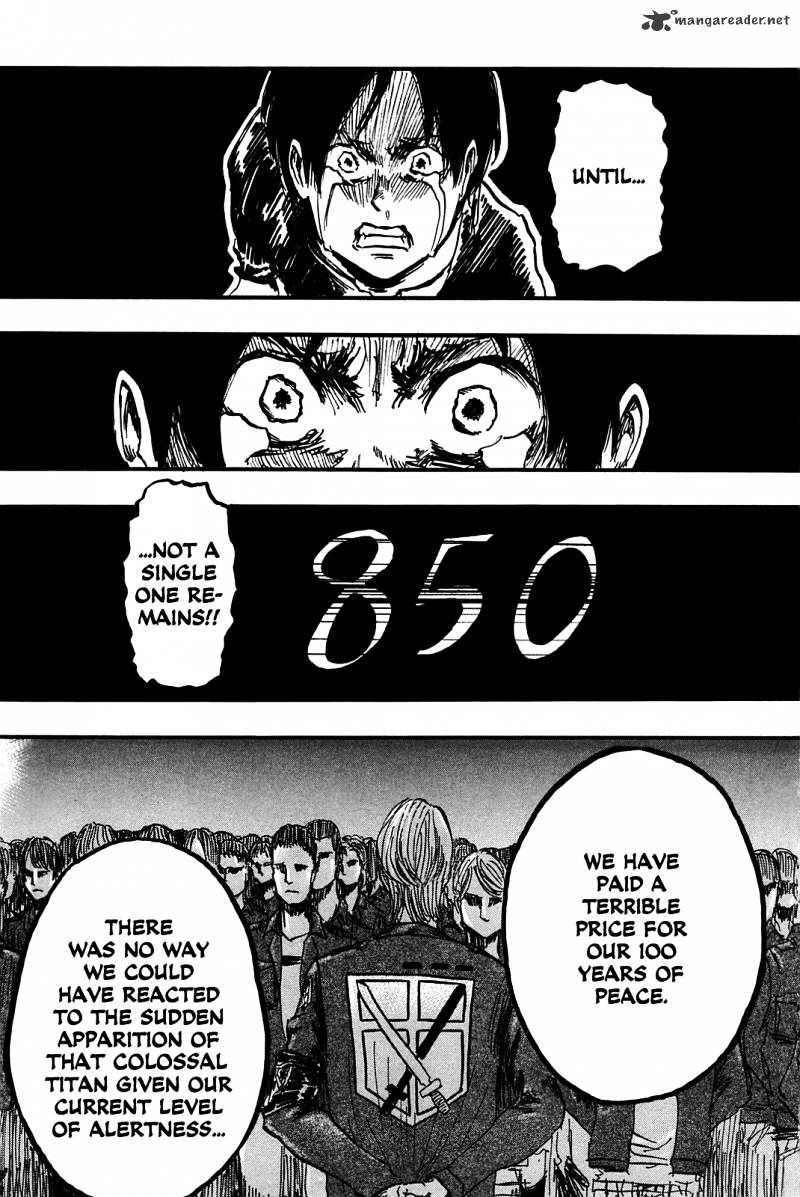 mangareader.net
UNTIL...
...NOT A
SINGLE
ONE RE-
MAINS!!
850
WE HAVE
PAID A
TERRIBLE
PRICE FOR
OUR 100
YEARS OF
PEACE.
THERE
WAS NO WAY
WE COULD
HAVE REACTED
TO THE SUDDEN
APPARITION OF
THAT COLOSSAL
TITAN GIVEN OUR
CURRENT LEVEL
OF ALERTNESS...